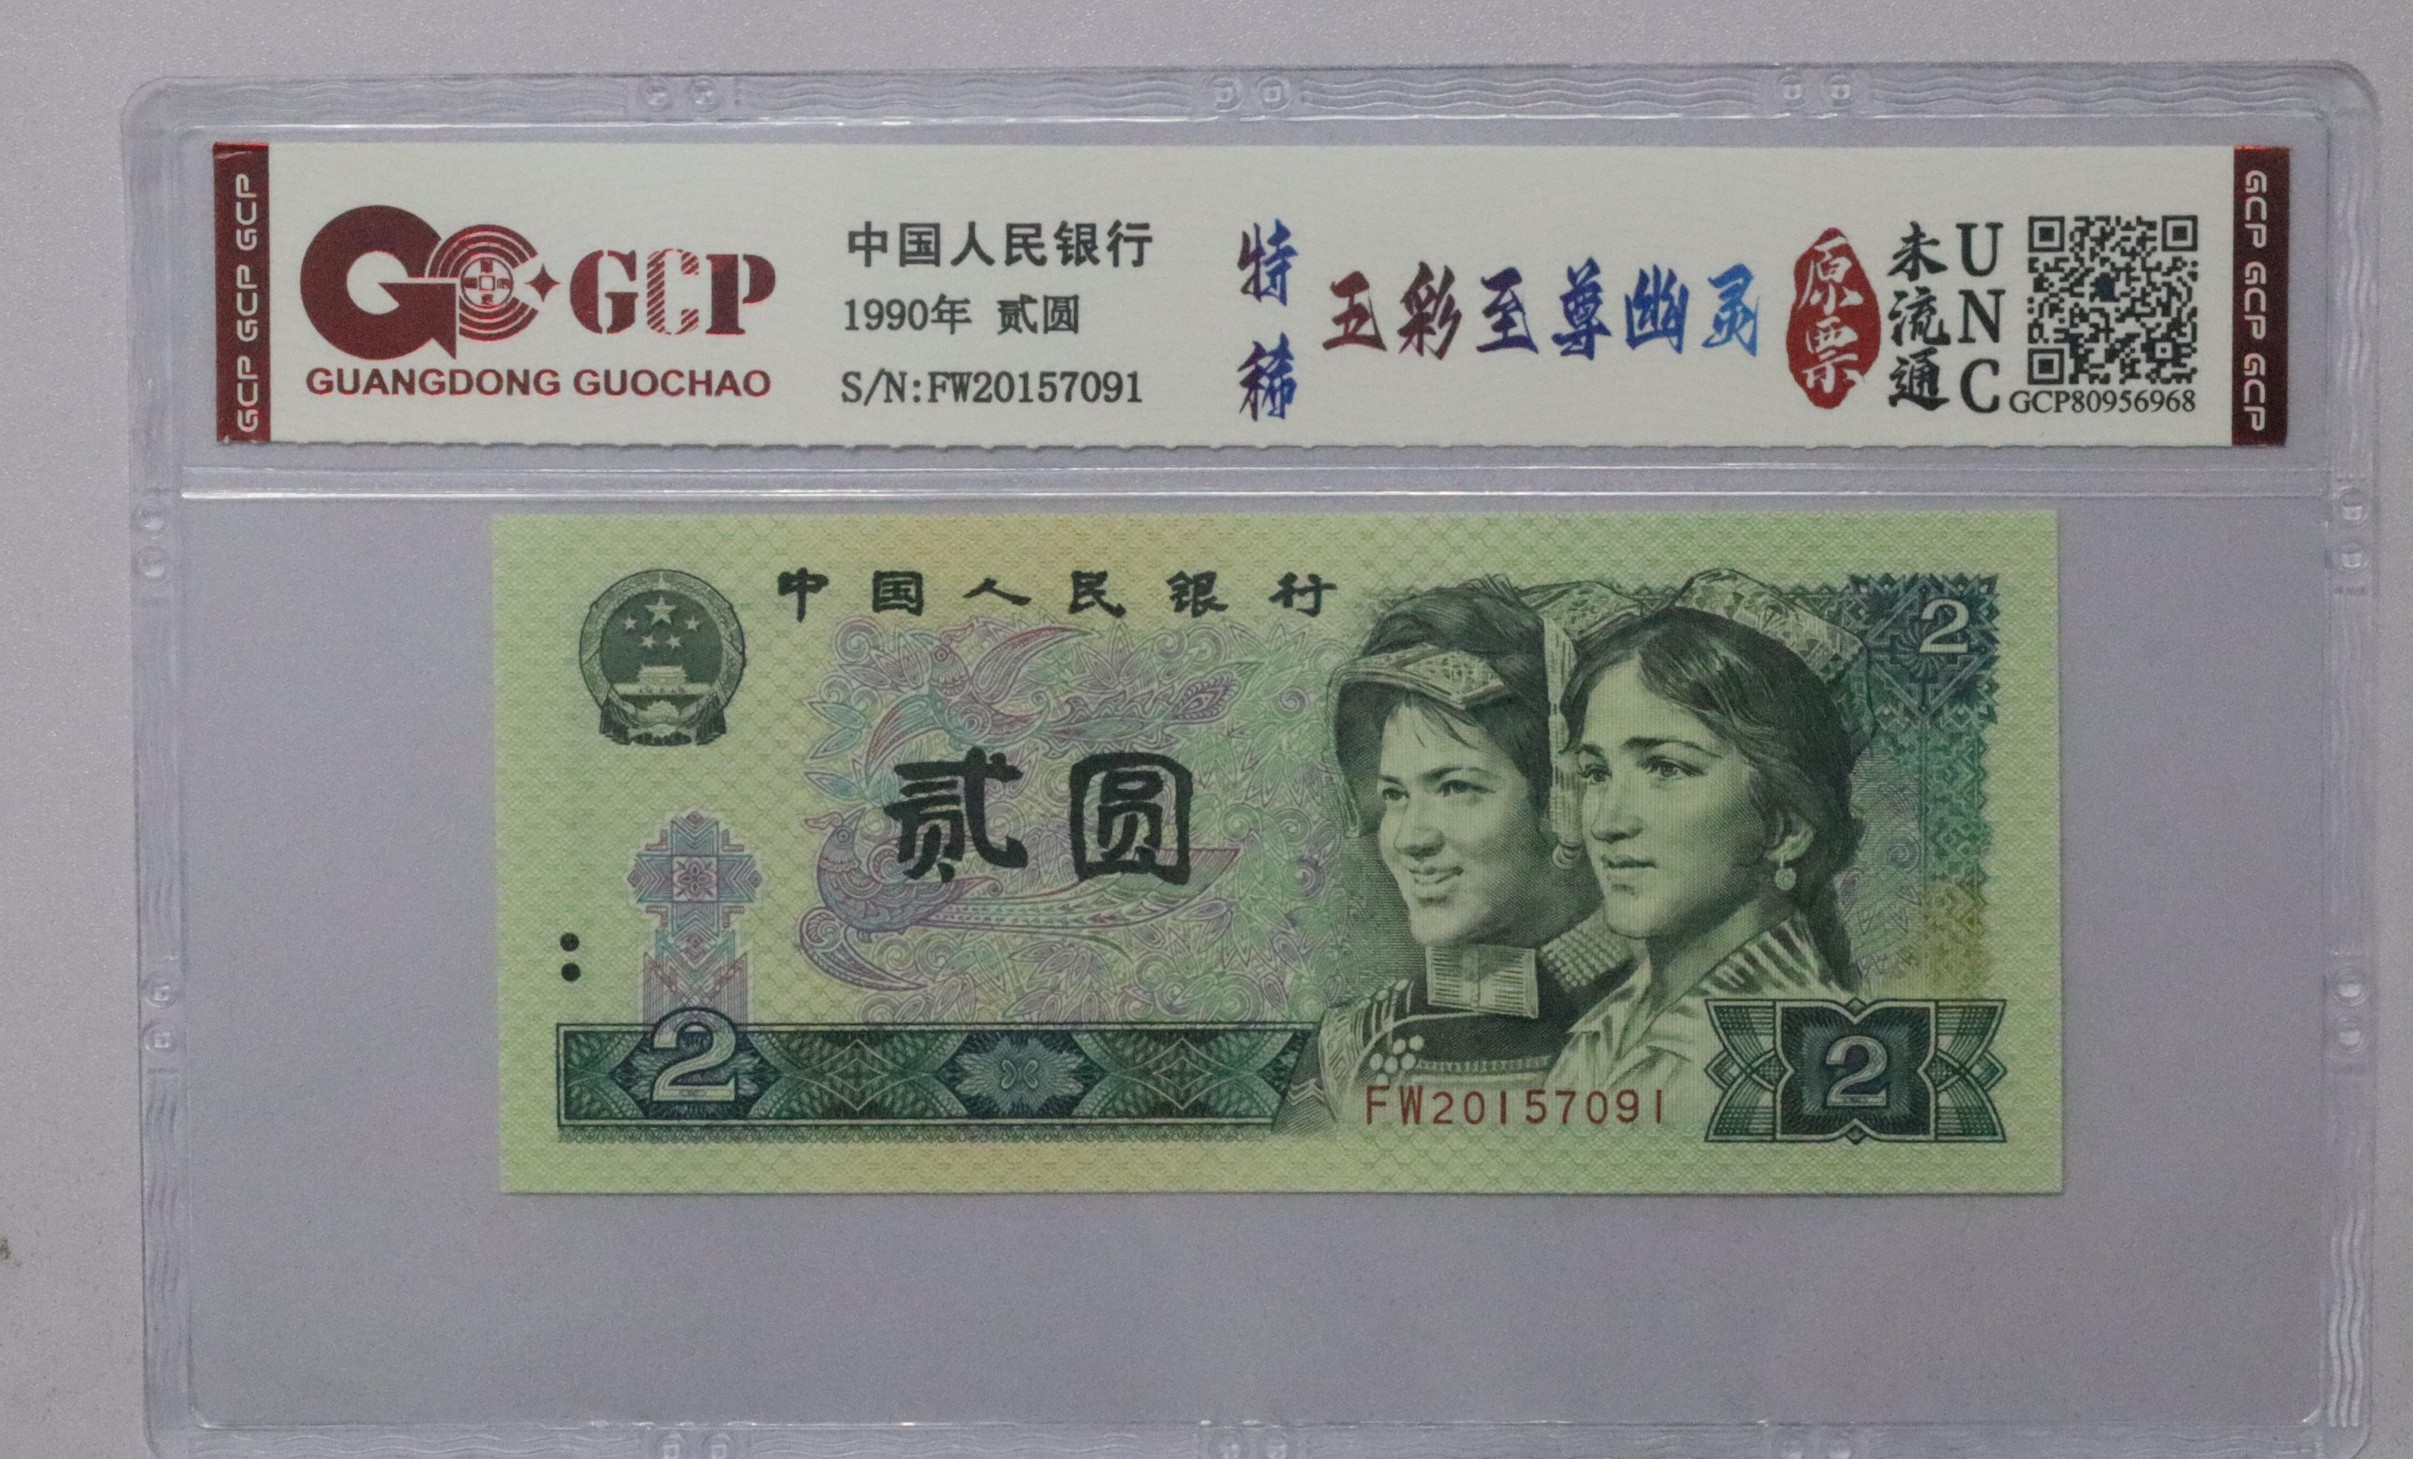 GCP GCP GCP
GCP
GUANGDONG GUOCHAO
中国人民银行
1990年 贰圆
S/N:FW20157091
特稀
五彩至尊幽灵
原票
未流通
UNC
GCP80956968
GCP GCP GCP
中国人民银行
2
贰圆
2
FW20157091
2